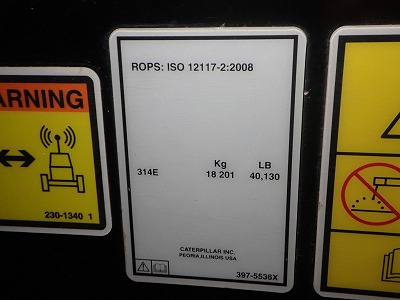 ARNING
230-1340 1
ROPS: ISO 12117-2:2008
Kg LB
314E 18 201 40,130
CATERPILLAR INC.
PEORIA,ILLINOIS USA
397-5536X